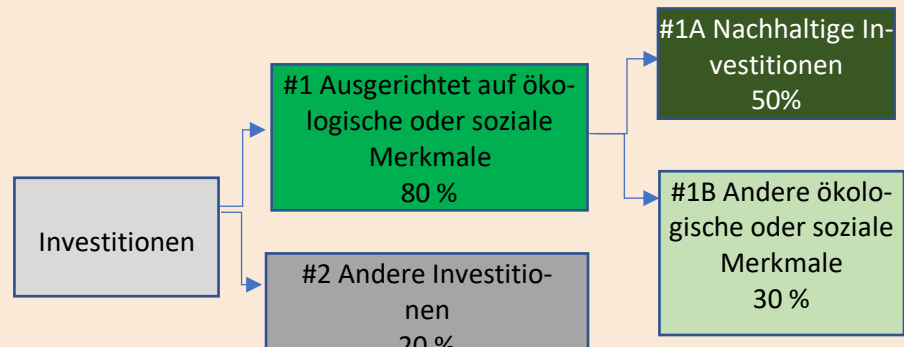 #1A Nachhaltige In-
vestitionen
50%
#1 Ausgerichtet auf öko-
logische oder soziale
Merkmale
80 %
#1B Andere ökolo-
gische oder soziale
Merkmale
30 %
Investitionen
#2 Andere Investitio-
nen
20 %